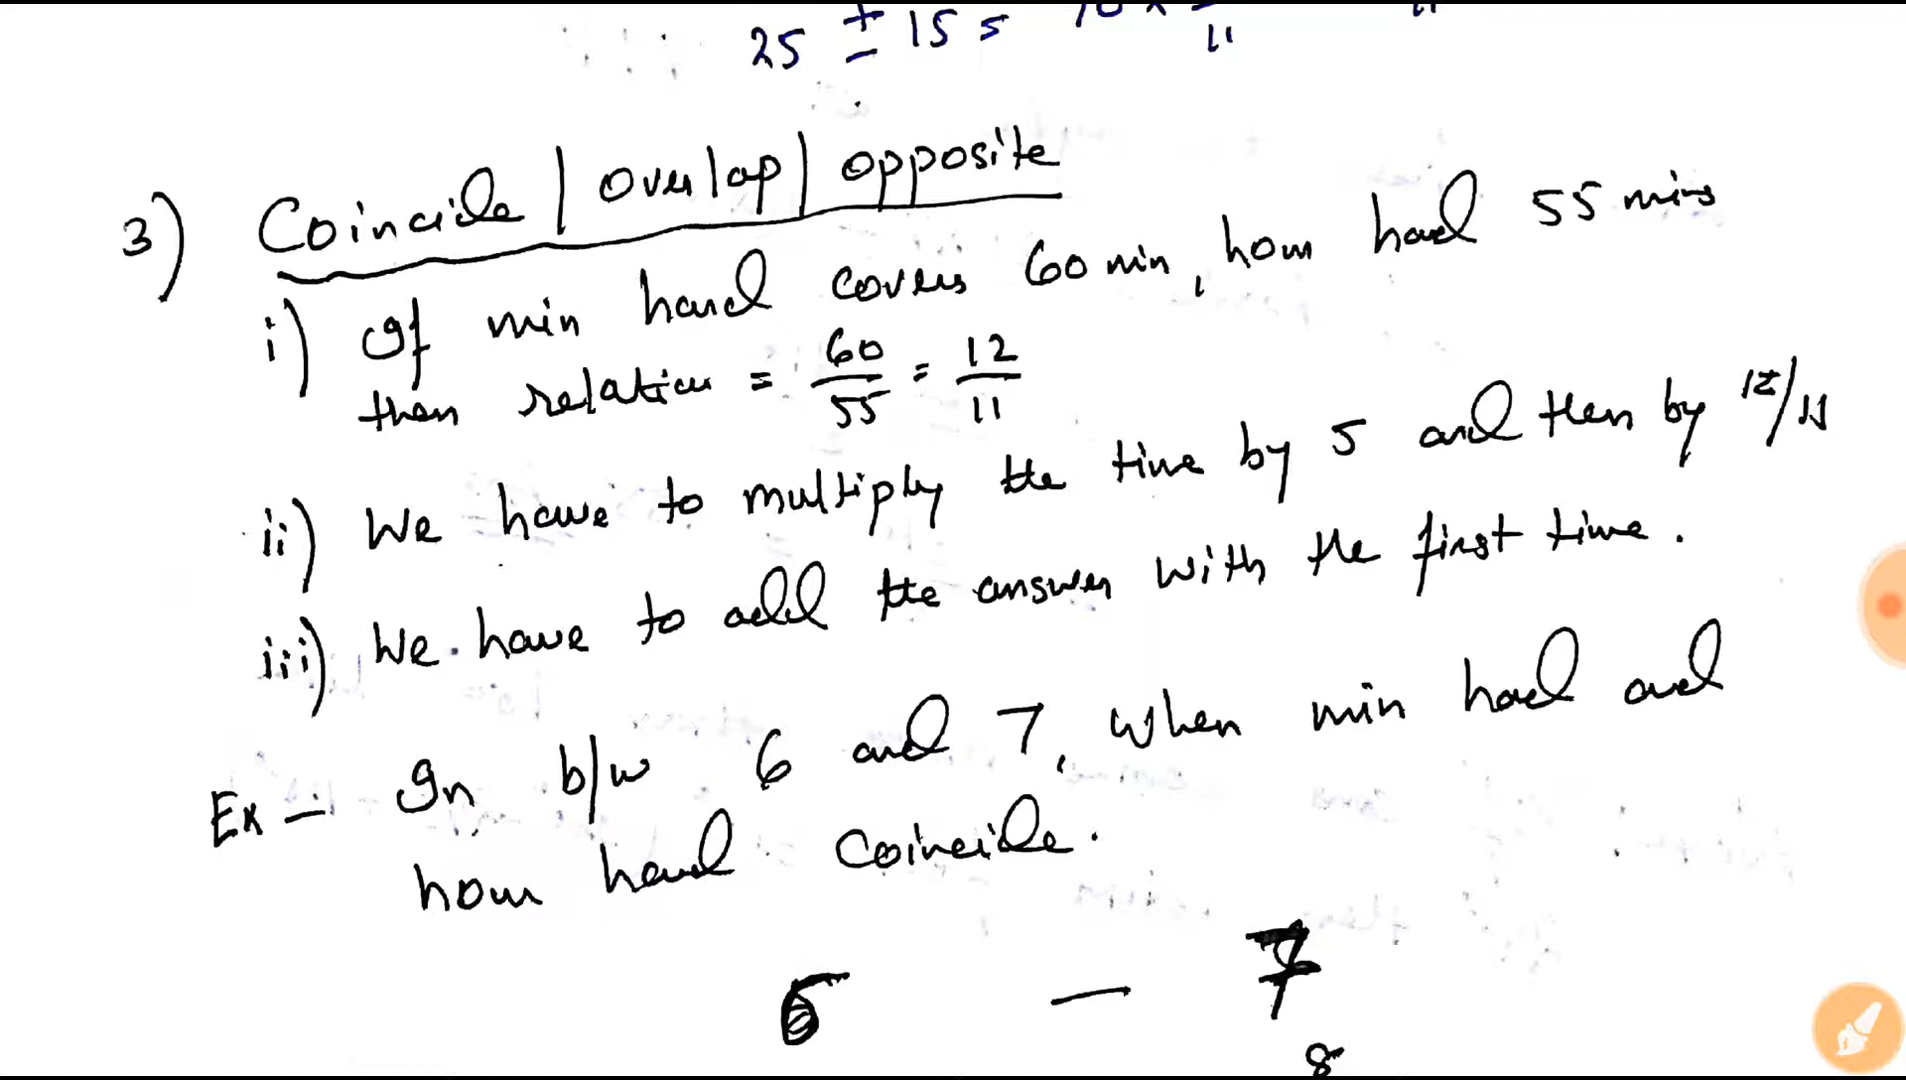 25 ± 15 =
11
3) Coincide | overlap | opposite
i) If min hand covers 60 min, hour hand 55 mins
then relation = 60/55 = 12/11
ii) We have to multiply the time by 5 and then by 12/11
iii) We have to add the answer with the first time.
Ex - In b/w 6 and 7, when min hand and
hour hand coincide.
6 — 7
8